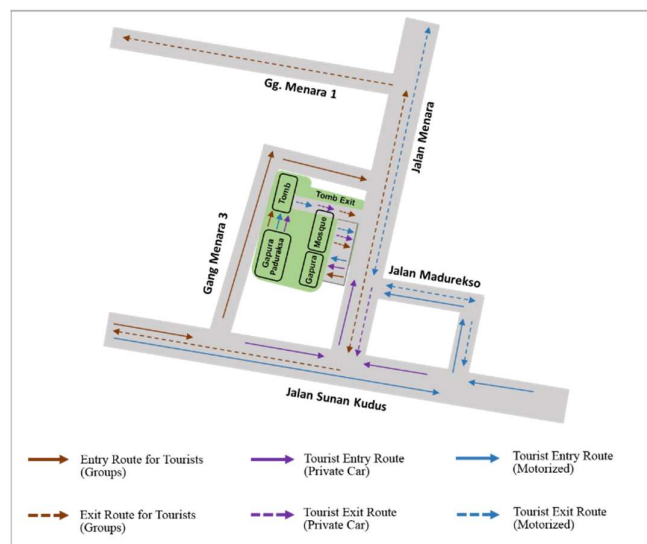 Gg. Menara 1
Jalan Menara
Tomb Exit
Tomb
Mosque
Gapura
Paduraksa
Gapura
Gang Menara 3
Jalan Madurekso
Jalan Sunan Kudus
Entry Route for Tourists
(Groups)
Tourist Entry Route
(Private Car)
Tourist Entry Route
(Motorized)
Exit Route for Tourists
(Groups)
Tourist Exit Route
(Private Car)
Tourist Exit Route
(Motorized)